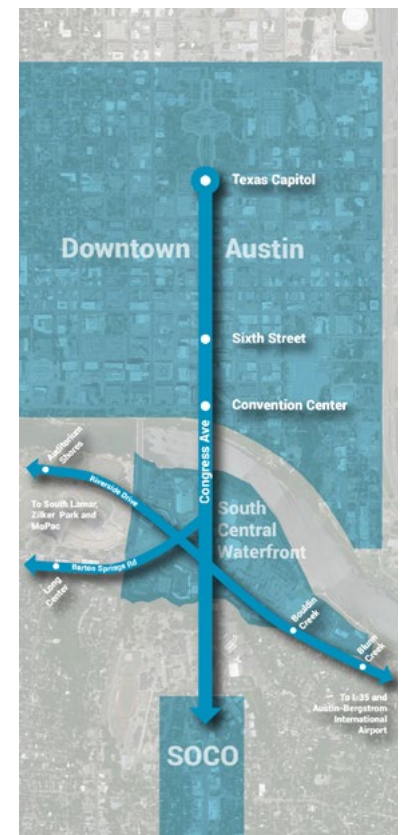 Texas Capitol
Downtown Austin
Sixth Street
Convention Center
Congress Ave
Auditorium
Shores
Riverside Drive
To South Lamar,
Zilker Park and
MoPac
South
Central
Waterfront
Barton Springs Rd
Long
Center
Bouldin
Creek
Blunn
Creek
To I-35 and
Austin-Bergstrom
International
Airport
SOCO